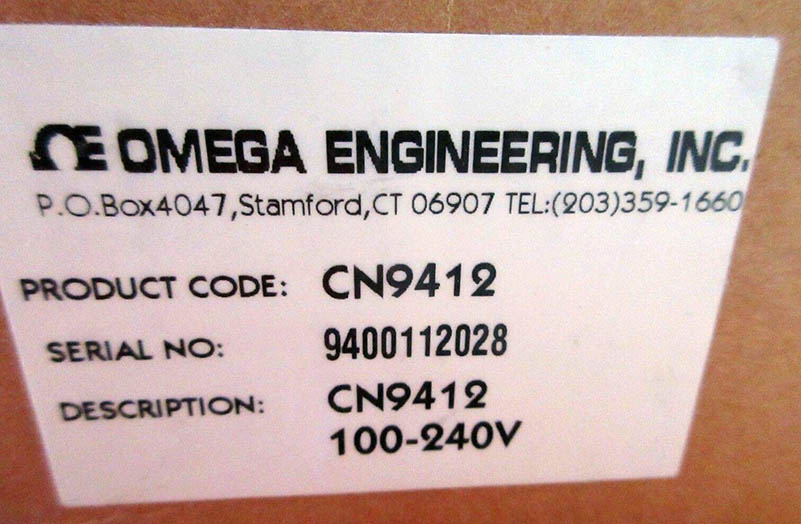 ΩE OMEGA ENGINEERING, INC.
P.O.Box4047,Stamford,CT 06907 TEL:(203)359-1660
PRODUCT CODE: CN9412
SERIAL NO: 9400112028
DESCRIPTION: CN9412
100-240V